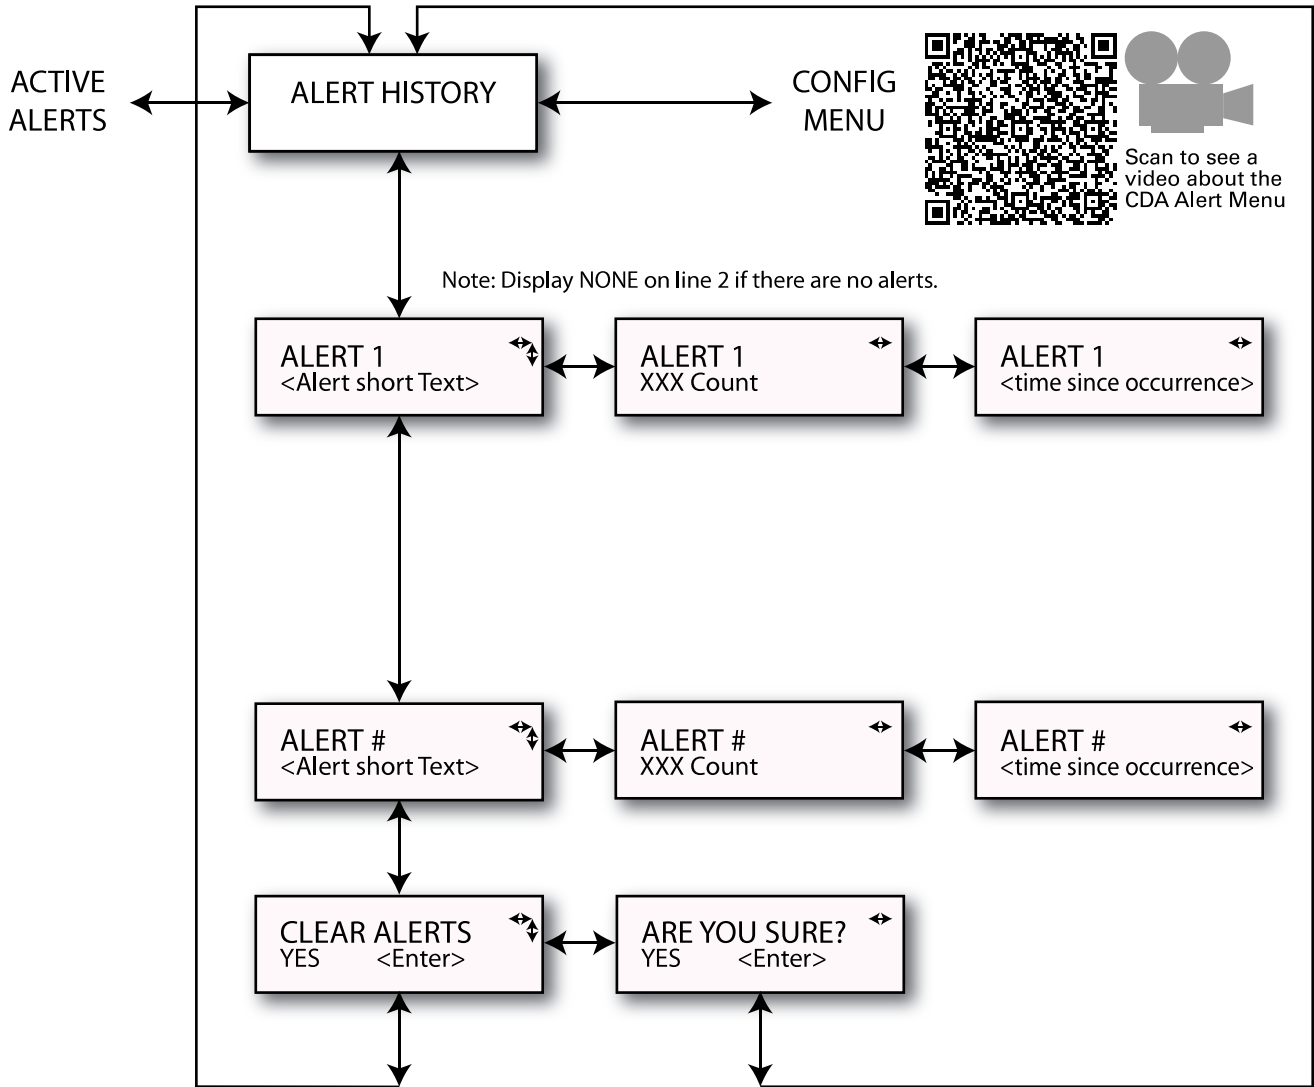 ACTIVE
ALERTS
ALERT HISTORY
CONFIG
MENU
Scan to see a
video about the
CDA Alert Menu
Note: Display NONE on line 2 if there are no alerts.
ALERT 1
<Alert short Text>
ALERT 1
XXX Count
ALERT 1
<time since occurrence>
ALERT #
<Alert short Text>
ALERT #
XXX Count
ALERT #
<time since occurrence>
CLEAR ALERTS
YES <Enter>
ARE YOU SURE?
YES <Enter>